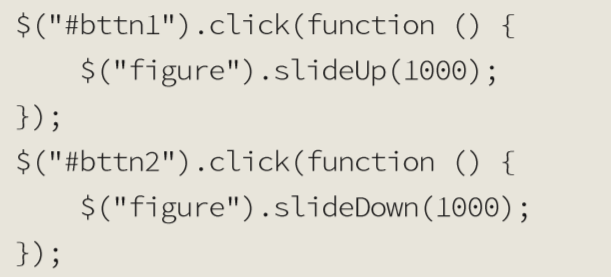 $("#bttn1").click(function () {
    $("figure").slideUp(1000);
});
$("#bttn2").click(function () {
    $("figure").slideDown(1000);
});